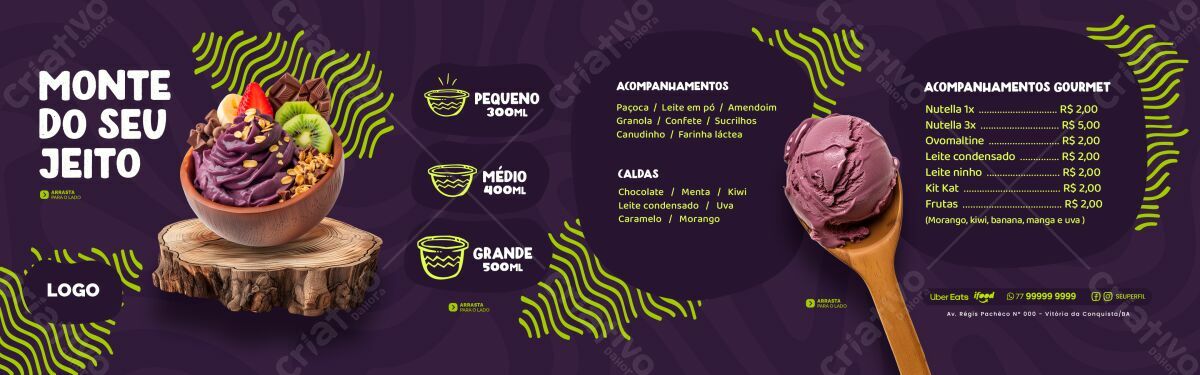 MONTE
DO SEU
JEITO
ARRASTA
PARA O LADO
LOGO
PEQUENO
300ML
MÉDIO
400ML
GRANDE
500ML
ARRASTA
PARA O LADO
ACOMPANHAMENTOS
Paçoca / Leite em pó / Amendoim
Granola / Confete / Sucrilhos
Canudinho / Farinha láctea
CALDAS
Chocolate / Menta / Kiwi
Leite condensado / Uva
Caramelo / Morango
ARRASTA
PARA O LADO
ACOMPANHAMENTOS GOURMET
Nutella 1x ........ R$ 2,00
Nutella 3x ........ R$ 5,00
Ovomaltine ........ R$ 2,00
Leite condensado ........ R$ 2,00
Leite ninho ........ R$ 2,00
Kit Kat ........ R$ 2,00
Frutas ........ R$ 2,00
(Morango, kiwi, banana, manga e uva )
Uber Eats ifood 77 99999 9999 SEUPERFIL
Av. Régis Pachêco N° 000 - Vitória da Conquista/BA
Criativo
DaHora